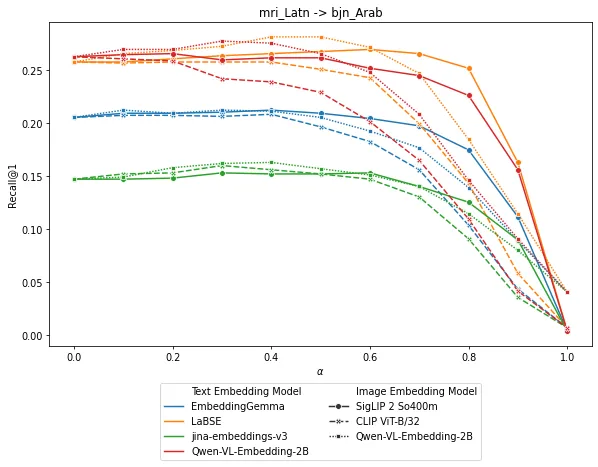 mri_Latn -> bjn_Arab
Recall@1
0.25
0.20
0.15
0.10
0.05
0.00
0.0 0.2 0.4 0.6 0.8 1.0
α
Text Embedding Model Image Embedding Model
EmbeddingGemma SigLIP 2 So400m
LaBSE CLIP ViT-B/32
jina-embeddings-v3 Qwen-VL-Embedding-2B
Qwen-VL-Embedding-2B